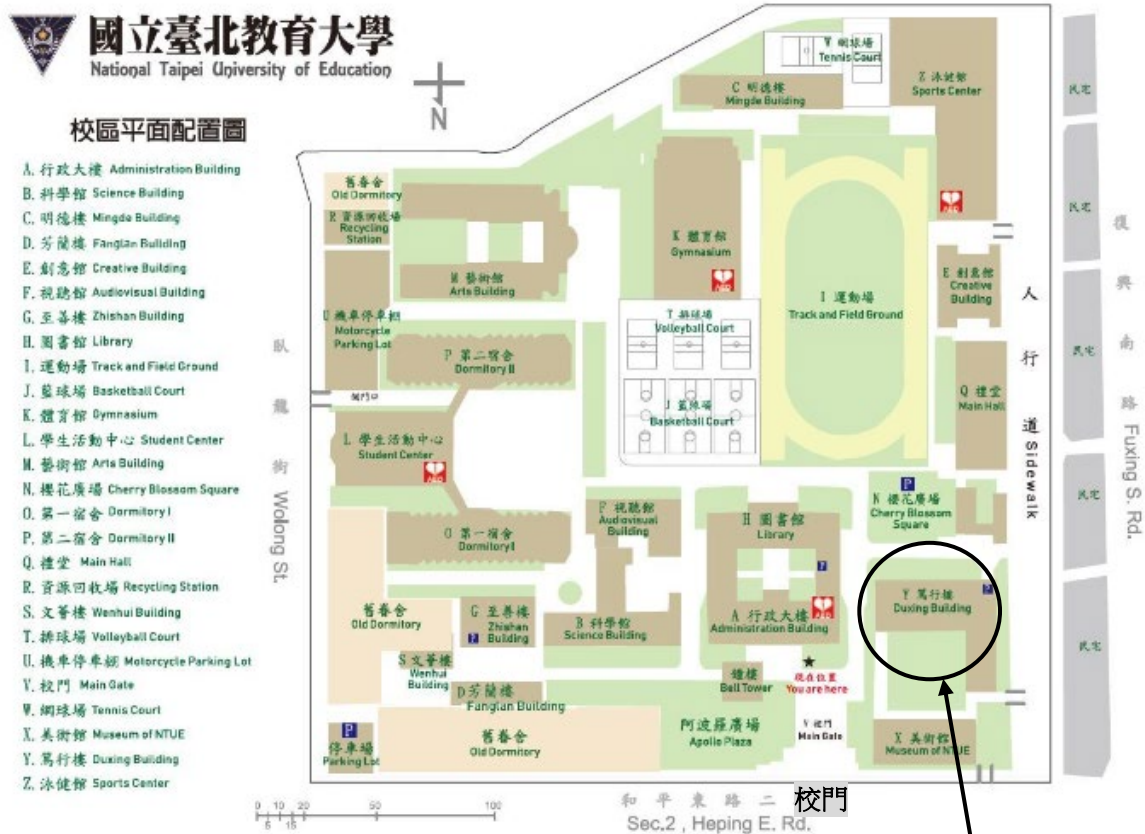 國立臺北教育大學
National Taipei University of Education
N
校區平面配置圖
A. 行政大樓 Administration Building
B. 科學館 Science Building
C. 明德樓 Mingde Building
D. 芳蘭樓 Fanglan Building
E. 創意館 Creative Building
F. 視聽館 Audiovisual Building
G. 至善樓 Zhishan Building
H. 圖書館 Library
I. 運動場 Track and Field Ground
J. 籃球場 Basketball Court
K. 體育館 Gymnasium
L. 學生活動中心 Student Center
M. 藝術館 Arts Building
N. 櫻花廣場 Cherry Blossom Square
O. 第一宿舍 Dormitory I
P. 第二宿舍 Dormitory II
Q. 禮堂 Main Hall
R. 資源回收場 Recycling Station
S. 文薈樓 Wenhui Building
T. 排球場 Volleyball Court
U. 機車停車棚 Motorcycle Parking Lot
V. 校門 Main Gate
W. 網球場 Tennis Court
X. 美術館 Museum of NTUE
Y. 篤行樓 Duxing Building
Z. 泳健館 Sports Center
W 網球場
Tennis Court
C 明德樓
Mingde Building
Z 泳健館
Sports Center
AED
舊眷舍
Old Dormitory
R 資源回收場
Recycling
Station
M 藝術館
Arts Building
K 體育館
Gymnasium
AED
E 創意館
Creative
Building
I 運動場
Track and Field Ground
U 機車停車棚
Motorcycle
Parking Lot
T 排球場
Volleyball Court
P 第二宿舍
Dormitory II
J 籃球場
Basketball Court
Q 禮堂
Main Hall
L 學生活動中心
Student Center
AED
F 視聽館
Audiovisual
Building
H 圖書館
Library
P
N 櫻花廣場
Cherry Blossom
Square
O 第一宿舍
Dormitory I
舊眷舍
Old Dormitory
G 至善樓
Zhishan
Building
P
B 科學館
Science Building
P
A 行政大樓
Administration Building
AED
Y 篤行樓
Duxing Building
P
S 文薈樓
Wenhui
Building
D 芳蘭樓
Fanglan Building
鐘樓
Bell Tower
現在位置
You are here
P
停車場
Parking Lot
舊眷舍
Old Dormitory
阿波羅廣場
Apollo Plaza
V 校門
Main Gate
X 美術館
Museum of NTUE
臥龍街 Wolong St.
人行道 Sidewalk
復興南路 Fuxing S. Rd.
民宅
民宅
民宅
民宅
民宅
0 10 20 50 100
5 15
和平東路二 校門
Sec.2 , Heping E. Rd.